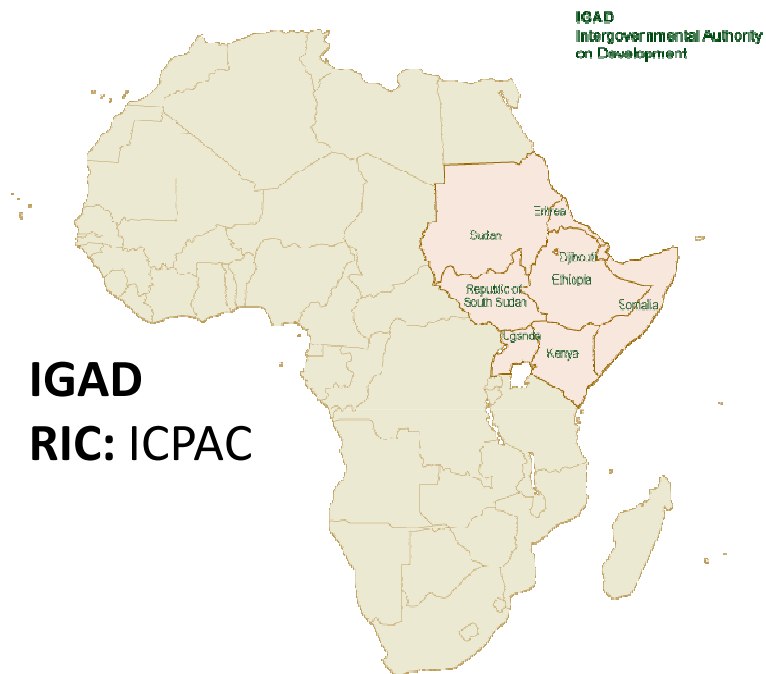 IGAD
Intergovernmental Authority
on Development
Eritrea
Sudan
Djibouti
Ethiopia
Republic of
South Sudan
Somalia
Uganda
Kenya
IGAD
RIC: ICPAC